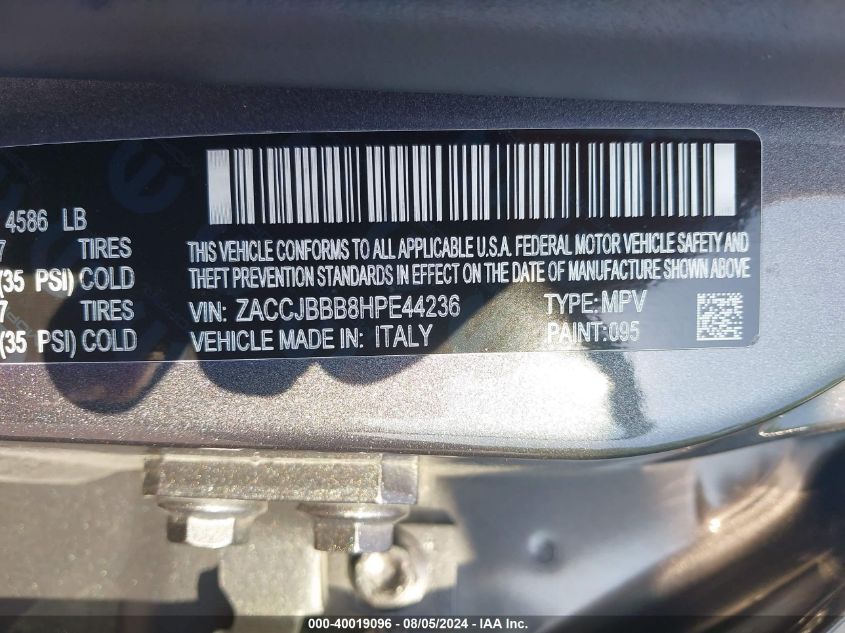 4586 LB
7 TIRES
(35 PSI) COLD
7 TIRES
(35 PSI) COLD
THIS VEHICLE CONFORMS TO ALL APPLICABLE U.S.A. FEDERAL MOTOR VEHICLE SAFETY AND
THEFT PREVENTION STANDARDS IN EFFECT ON THE DATE OF MANUFACTURE SHOWN ABOVE
VIN: ZACCJBBB8HPE44236 TYPE: MPV
VEHICLE MADE IN: ITALY PAINT:095
000-40019096 - 08/05/2024 - IAA Inc.